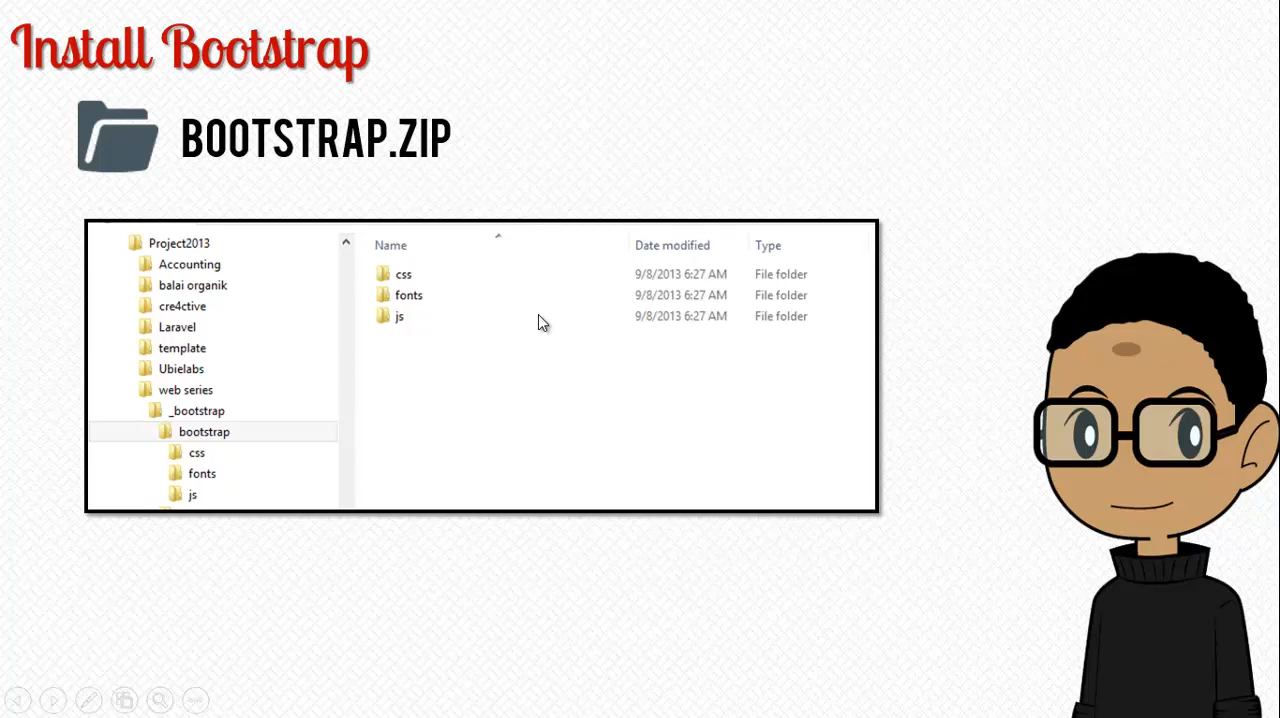 Install Bootstrap
BOOTSTRAP.ZIP
Project2013
Accounting
balai organik
cre4ctive
Laravel
template
Ubielabs
web series
_bootstrap
bootstrap
css
fonts
js
Name Date modified Type
css 9/8/2013 6:27 AM File folder
fonts 9/8/2013 6:27 AM File folder
js 9/8/2013 6:27 AM File folder